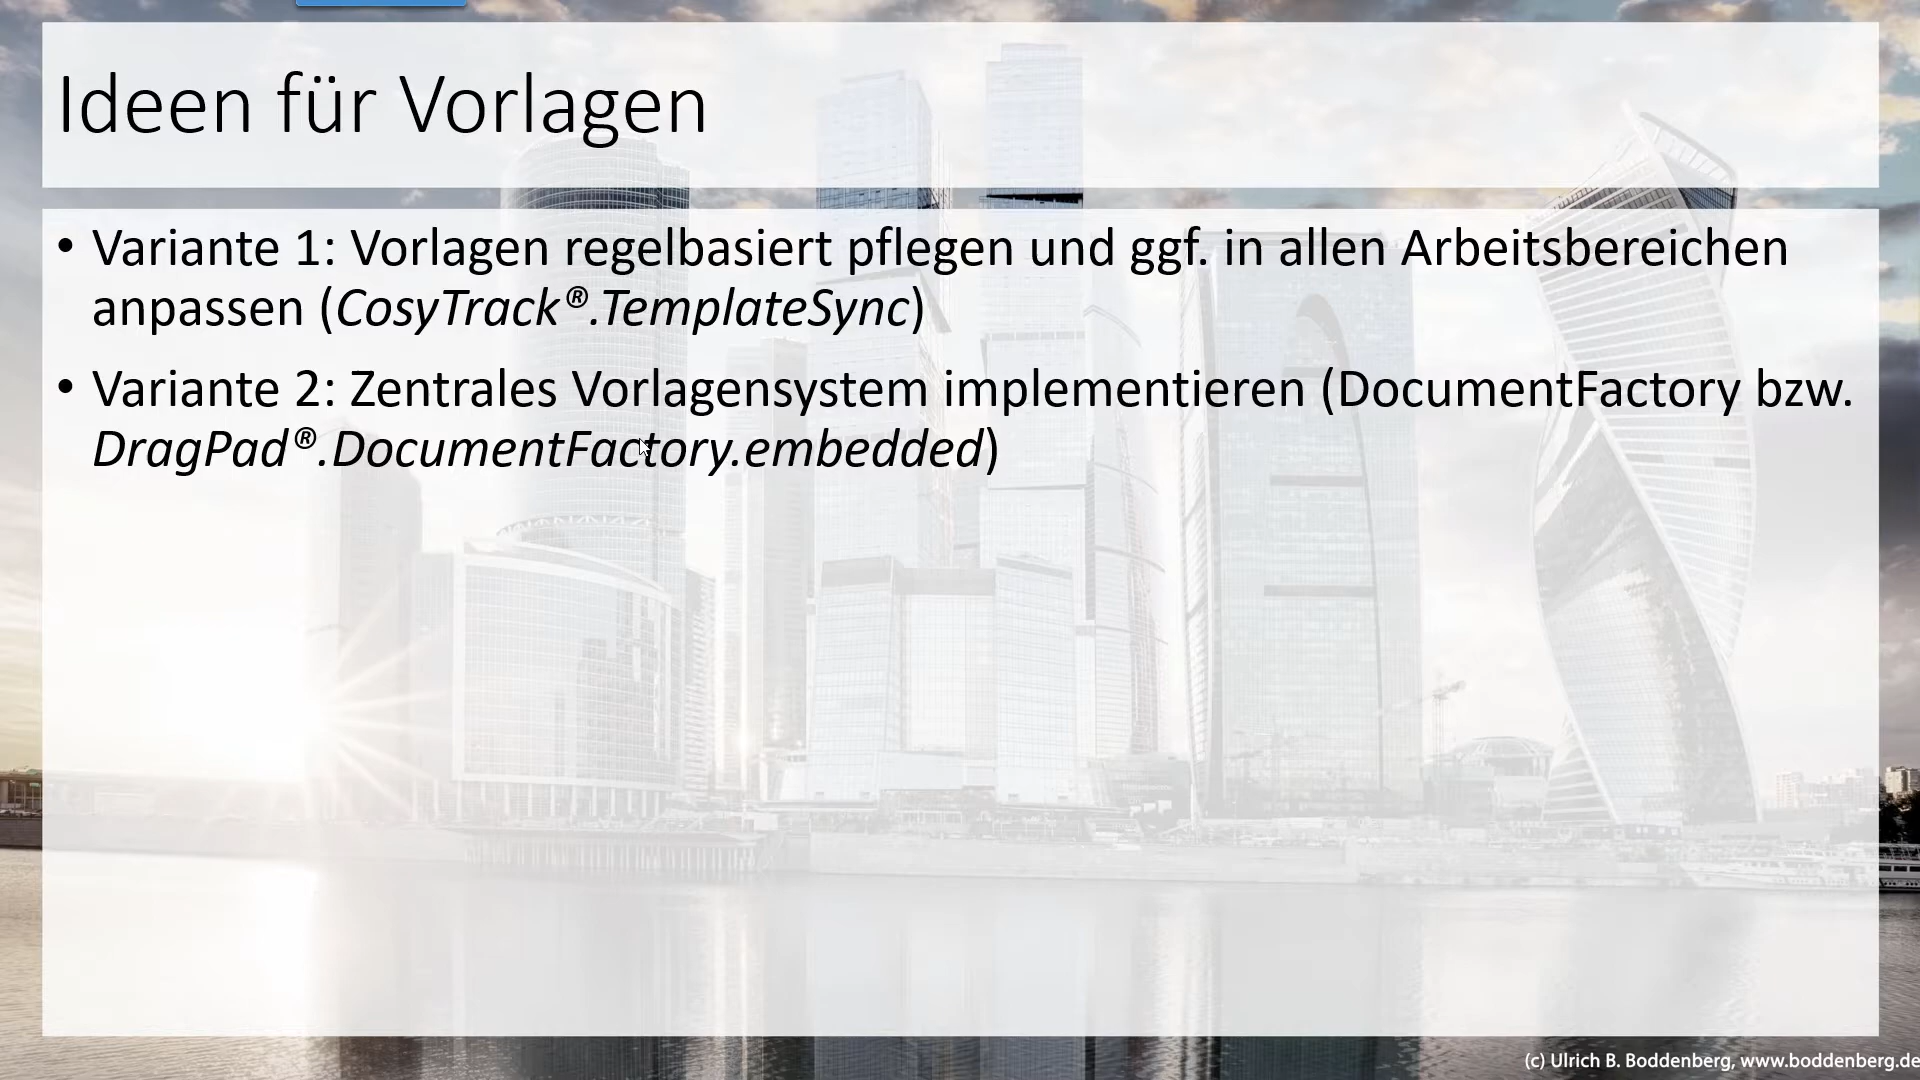 Ideen für Vorlagen
• Variante 1: Vorlagen regelbasiert pflegen und ggf. in allen Arbeitsbereichen
anpassen (CosyTrack®.TemplateSync)
• Variante 2: Zentrales Vorlagensystem implementieren (DocumentFactory bzw.
DragPad®.DocumentFactory.embedded)
(c) Ulrich B. Boddenberg, www.boddenberg.de